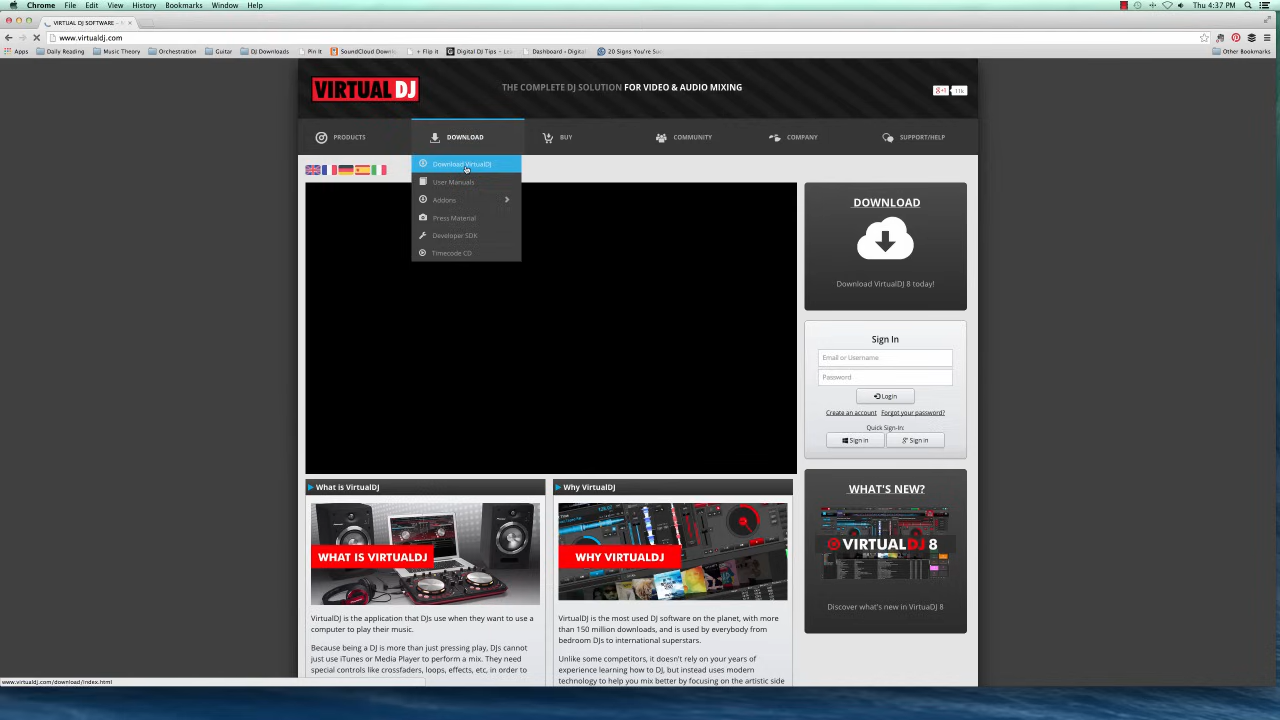 Chrome File Edit View History Bookmarks Window Help Thu 4:37 PM
VIRTUAL DJ SOFTWARE -
www.virtualdj.com
Apps Daily Reading Music Theory Orchestration Guitar DJ Downloads Pin It SoundCloud Downl + Flip it Digital DJ Tips – Lea Dashboard ‹ Digital 20 Signs You're Suc Other Bookmarks
VIRTUAL DJ
THE COMPLETE DJ SOLUTION FOR VIDEO & AUDIO MIXING
11k
PRODUCTS DOWNLOAD BUY COMMUNITY COMPANY SUPPORT/HELP
Download VirtualDJ
User Manuals
Addons
Press Material
Developer SDK
Timecode CD
DOWNLOAD
Download VirtualDJ 8 today!
Sign In
Email or Username
Password
Login
Create an account Forgot your password?
Quick Sign-In:
Sign in Sign in
WHAT'S NEW?
VIRTUALDJ 8
Discover what's new in VirtuaDJ 8
What is VirtualDJ
WHAT IS VIRTUALDJ
VirtualDJ is the application that DJs use when they want to use a
computer to play their music.
Because being a DJ is more than just pressing play, DJs cannot
just use iTunes or Media Player to perform a mix. They need
special controls like crossfaders, loops, effects, etc, in order to
Why VirtualDJ
WHY VIRTUALDJ
VirtualDJ is the most used DJ software on the planet, with more
than 150 million downloads, and is used by everybody from
bedroom DJs to international superstars.
Unlike some competitors, it doesn't rely on your years of
experience learning how to DJ, but instead uses modern
technology to help you mix better by focusing on the artistic side
www.virtualdj.com/download/index.html